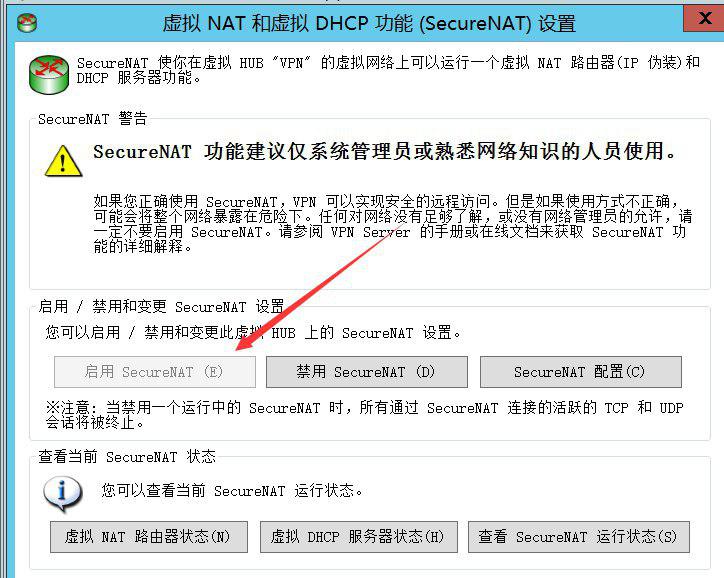 虚拟 NAT 和虚拟 DHCP 功能 (SecureNAT) 设置
X
SecureNAT 使你在虚拟 HUB "VPN" 的虚拟网络上可以运行一个虚拟 NAT 路由器(IP 伪装)和
DHCP 服务器功能。
SecureNAT 警告
SecureNAT 功能建议仅系统管理员或熟悉网络知识的人员使用。
如果您正确使用 SecureNAT，VPN 可以实现安全的远程访问。但是如果使用方式不正确，
可能会将整个网络暴露在危险下。任何对网络没有足够了解，或没有网络管理员的允许，请
一定不要启用 SecureNAT。请参阅 VPN Server 的手册或在线文档来获取 SecureNAT 功
能的详细解释。
启用 / 禁用和变更 SecureNAT 设置
您可以启用 / 禁用和变更此虚拟 HUB 上的 SecureNAT 设置。
启用 SecureNAT (E)
禁用 SecureNAT (D)
SecureNAT 配置(C)
※注意: 当禁用一个运行中的 SecureNAT 时，所有通过 SecureNAT 连接的活跃的 TCP 和 UDP
会话将被终止。
查看当前 SecureNAT 状态
您可以查看当前 SecureNAT 运行状态。
虚拟 NAT 路由器状态(N)
虚拟 DHCP 服务器状态(H)
查看 SecureNAT 运行状态(S)